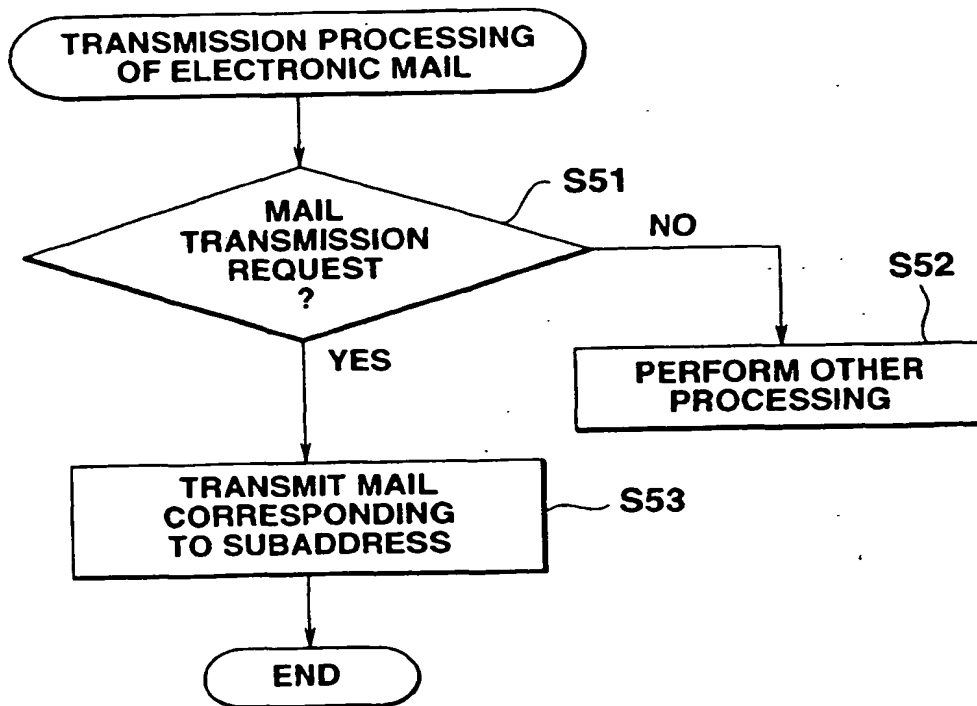 TRANSMISSION PROCESSING
OF ELECTRONIC MAIL
S51
MAIL
TRANSMISSION
REQUEST
?
NO
YES
S52
PERFORM OTHER
PROCESSING
TRANSMIT MAIL
CORRESPONDING
TO SUBADDRESS
S53
END